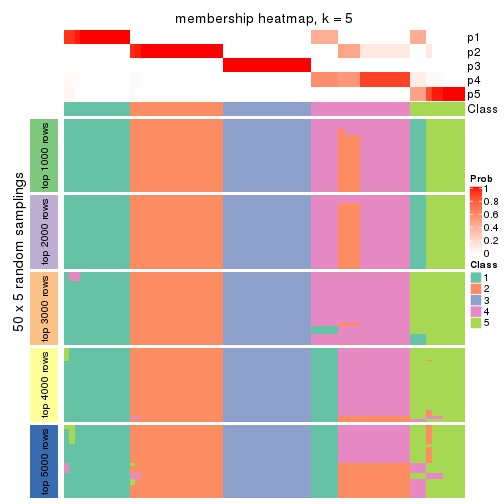 membership heatmap, k = 5
p1
p2
p3
p4
p5
Class
50 x 5 random samplings
top 1000 rows
top 2000 rows
top 3000 rows
top 4000 rows
top 5000 rows
Prob
1
0.8
0.6
0.4
0.2
0
Class
1
2
3
4
5